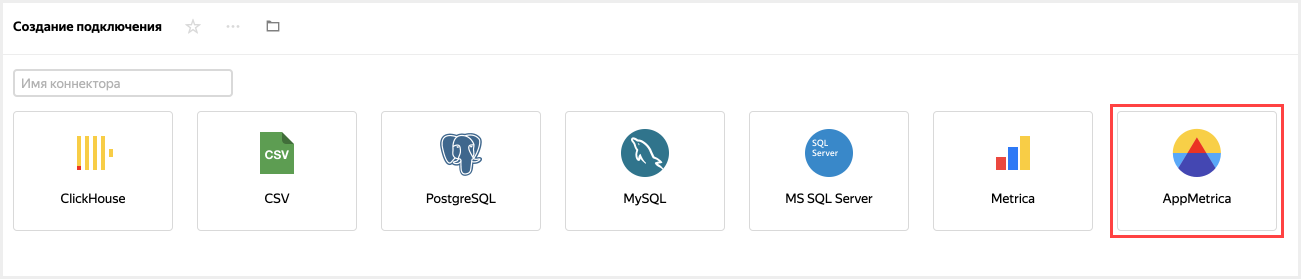 Создание подключения
Имя коннектора
CSV
SQL
Server
ClickHouse
CSV
PostgreSQL
MySQL
MS SQL Server
Metrica
AppMetrica